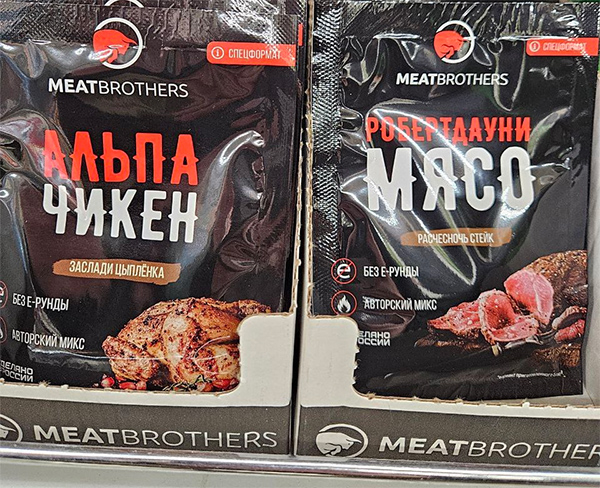 СПЕЦФОРМАТ
MEATBROTHERS
АЛЬПА
ЧИКЕН
ЗАСЛАДИ ЦЫПЛЁНКА
БЕЗ Е-РУНДЫ
АВТОРСКИЙ МИКС
MEATBROTHERS
СПЕЦФОРМАТ
MEATBROTHERS
РОБЕРТДАУНИ
МЯСО
РАСЧЕСНОЧЬ СТЕЙК
е
БЕЗ Е-РУНДЫ
АВТОРСКИЙ МИКС
MEATBROTHERS